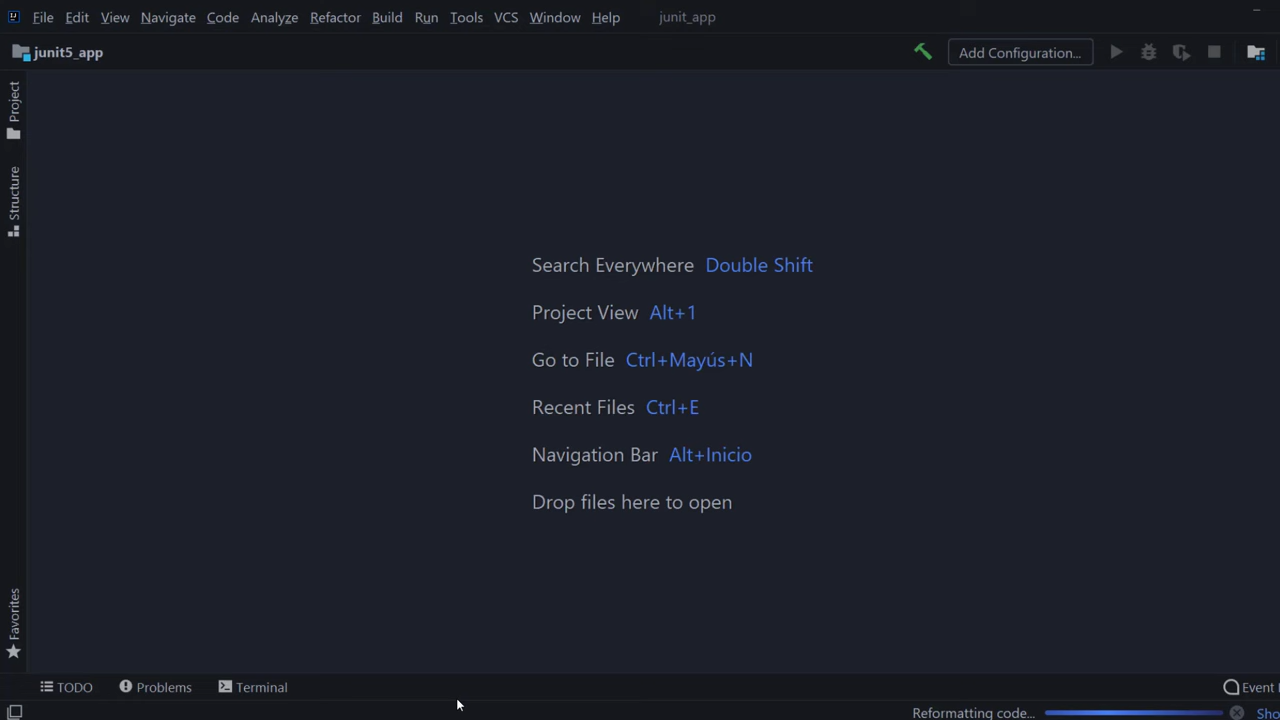 File Edit View Navigate Code Analyze Refactor Build Run Tools VCS Window Help junit_app
junit5_app
Add Configuration...
Project
Structure
Search Everywhere Double Shift
Project View Alt+1
Go to File Ctrl+Mayús+N
Recent Files Ctrl+E
Navigation Bar Alt+Inicio
Drop files here to open
Favorites
TODO Problems Terminal Event
Reformatting code... Sho